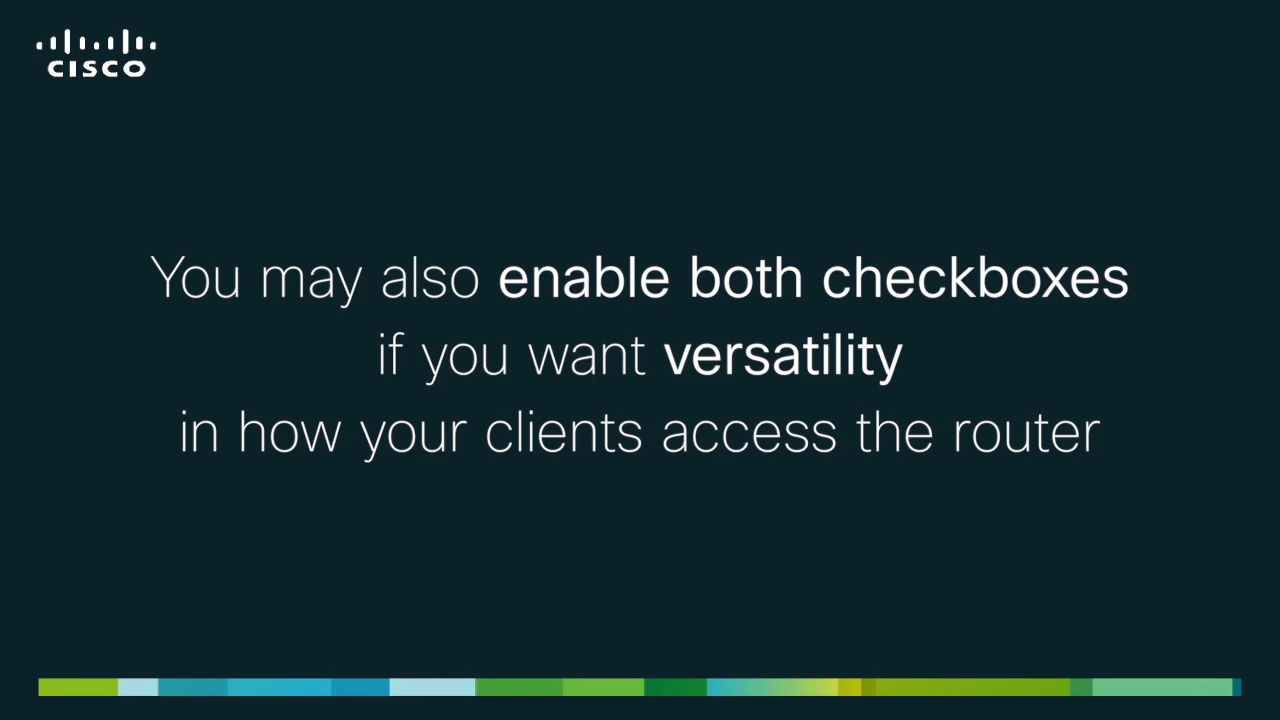 CISCO
You may also enable both checkboxes
if you want versatility
in how your clients access the router